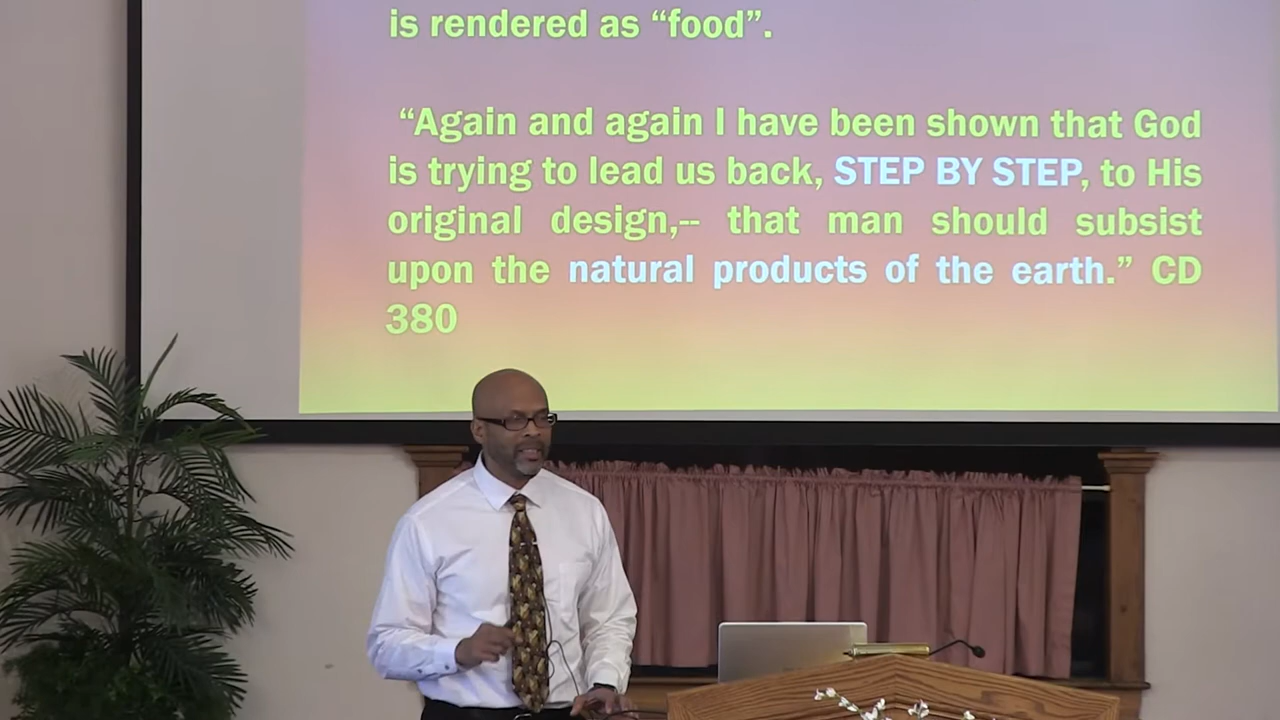 is rendered as “food”.
“Again and again I have been shown that God
is trying to lead us back, STEP BY STEP, to His
original design,-- that man should subsist
upon the natural products of the earth.” CD
380